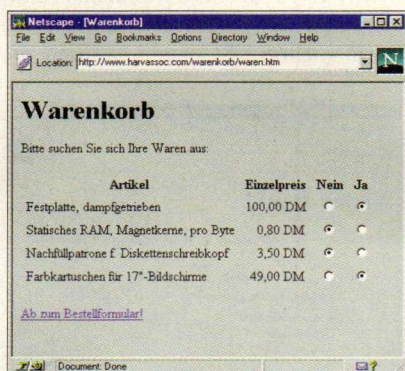 Netscape - [Warenkorb]
File Edit View Go Bookmarks Options Directory Window Help
Location: http://www.harvassoc.com/warenkorb/waren.htm
N
Warenkorb
Bitte suchen Sie sich Ihre Waren aus:
Artikel Einzelpreis Nein Ja
Festplatte, dampfgetrieben 100,00 DM
Statisches RAM, Magnetkerne, pro Byte 0,80 DM
Nachfüllpatrone f. Diskettenschreibkopf 3,50 DM
Farbkartuschen für 17"-Bildschirme 49,00 DM
Ab zum Bestellformular!
Document: Done